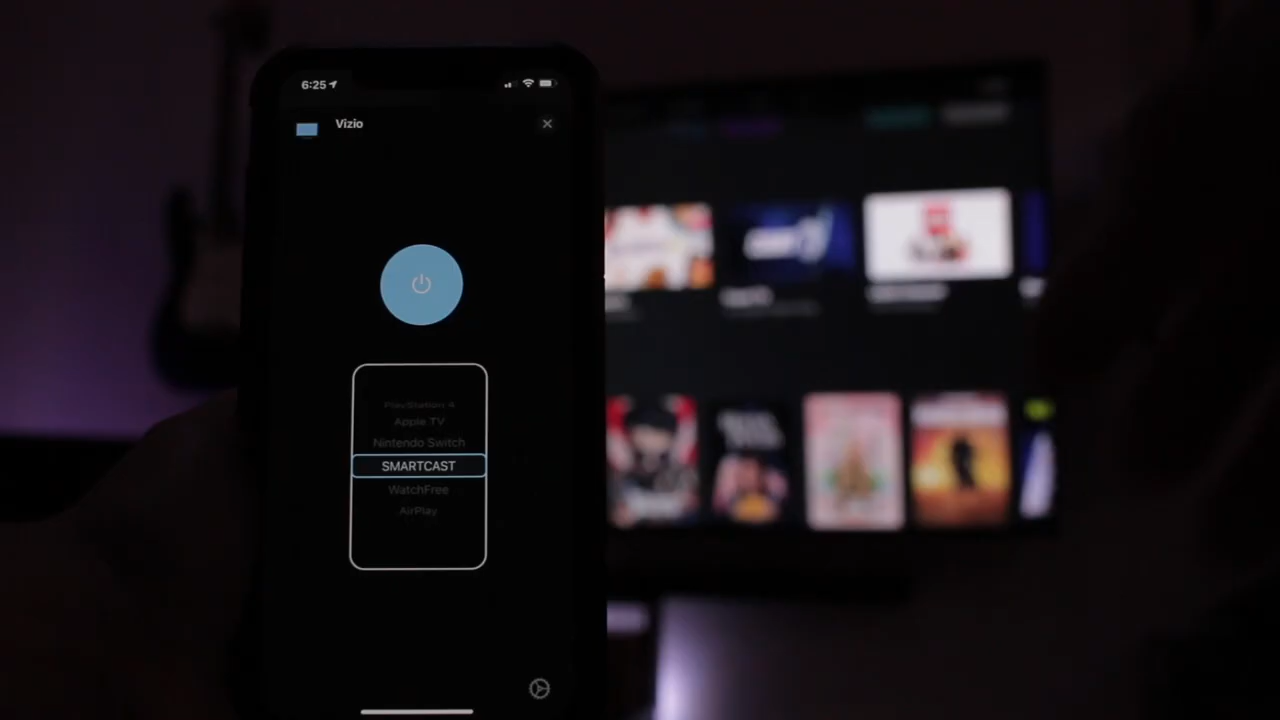 6:25
Vizio
PlayStation 4
Apple TV
Nintendo Switch
SMARTCAST
WatchFree
AirPlay